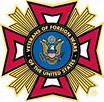 VETERANS OF FOREIGN WARS
OF THE UNITED STATES